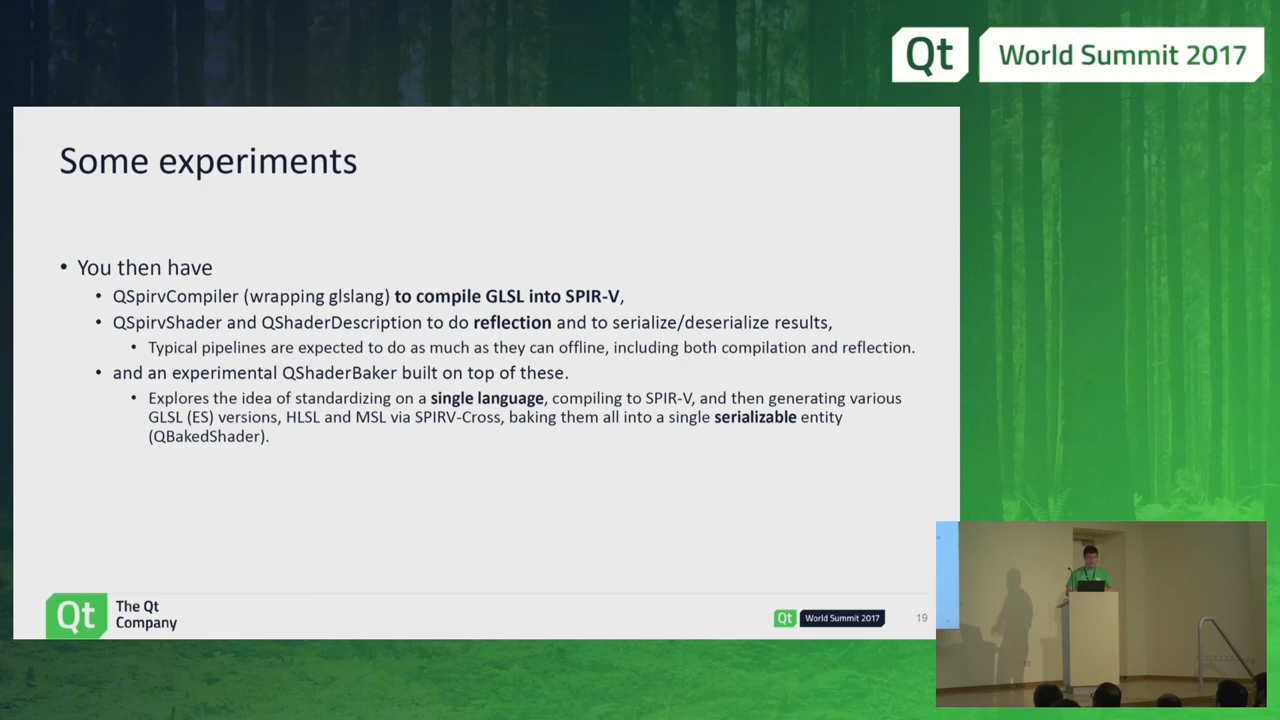 Qt World Summit 2017
Some experiments
• You then have
• QSpirvCompiler (wrapping glslang) to compile GLSL into SPIR-V,
• QSpirvShader and QShaderDescription to do reflection and to serialize/deserialize results,
• Typical pipelines are expected to do as much as they can offline, including both compilation and reflection.
• and an experimental QShaderBaker built on top of these.
• Explores the idea of standardizing on a single language, compiling to SPIR-V, and then generating various
GLSL (ES) versions, HLSL and MSL via SPIRV-Cross, baking them all into a single serializable entity
(QBakedShader).
Qt The Qt
Company
Qt World Summit 2017 19